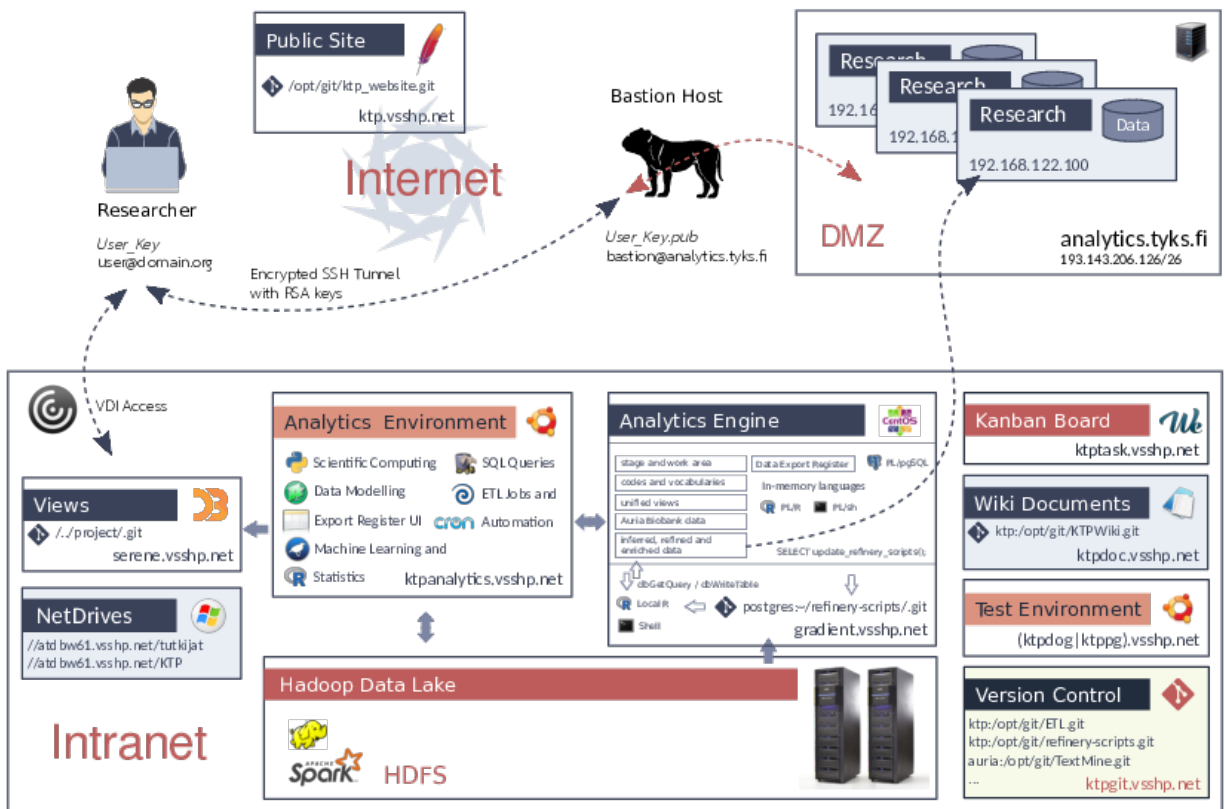 Public Site
/opt/git/ktp_website.git
ktp.vsshp.net
Internet
Researcher
User_Key
user@domain.org
Encrypted SSH Tunnel
with RSA keys
Bastion Host
User_Key.pub
bastion@analytics.tyks.fi
Research
192.16
Research
192.168.1
Research
Data
192.168.122.100
DMZ
analytics.tyks.fi
193.143.206.126/26
VDI Access
Views
D3
/../project/.git
serene.vsshp.net
NetDrives
//atdbw61.vsshp.net/tutkijat
//atdbw61.vsshp.net/KTP
Intranet
Analytics Environment
Scientific Computing
SQL Queries
Data Modelling
ETL Jobs and
Export Register UI
cron
Automation
Machine Learning and
R
Statistics
ktpanalytics.vsshp.net
Analytics Engine
CentOS
stage and work area
codes and vocabularies
unified views
Auria Biobank data
inferred, refined and
enriched data
Data Export Register
PL/pgSQL
In-memory languages
R
PL/R
PL/sh
SELECT update_refinery_scripts();
dbGetQuery / dbWriteTable
R
Local R
Shell
postgres:~/refinery-scripts/.git
gradient.vsshp.net
Hadoop Data Lake
APACHE
Spark
HDFS
Kanban Board
ktptask.vsshp.net
Wiki Documents
ktp:/opt/git/KTPWiki.git
ktpdoc.vsshp.net
Test Environment
(ktpdog|ktppg).vsshp.net
Version Control
ktp:/opt/git/ETL.git
ktp:/opt/git/refinery-scripts.git
auria:/opt/git/TextMine.git
...
ktpgit.vsshp.net